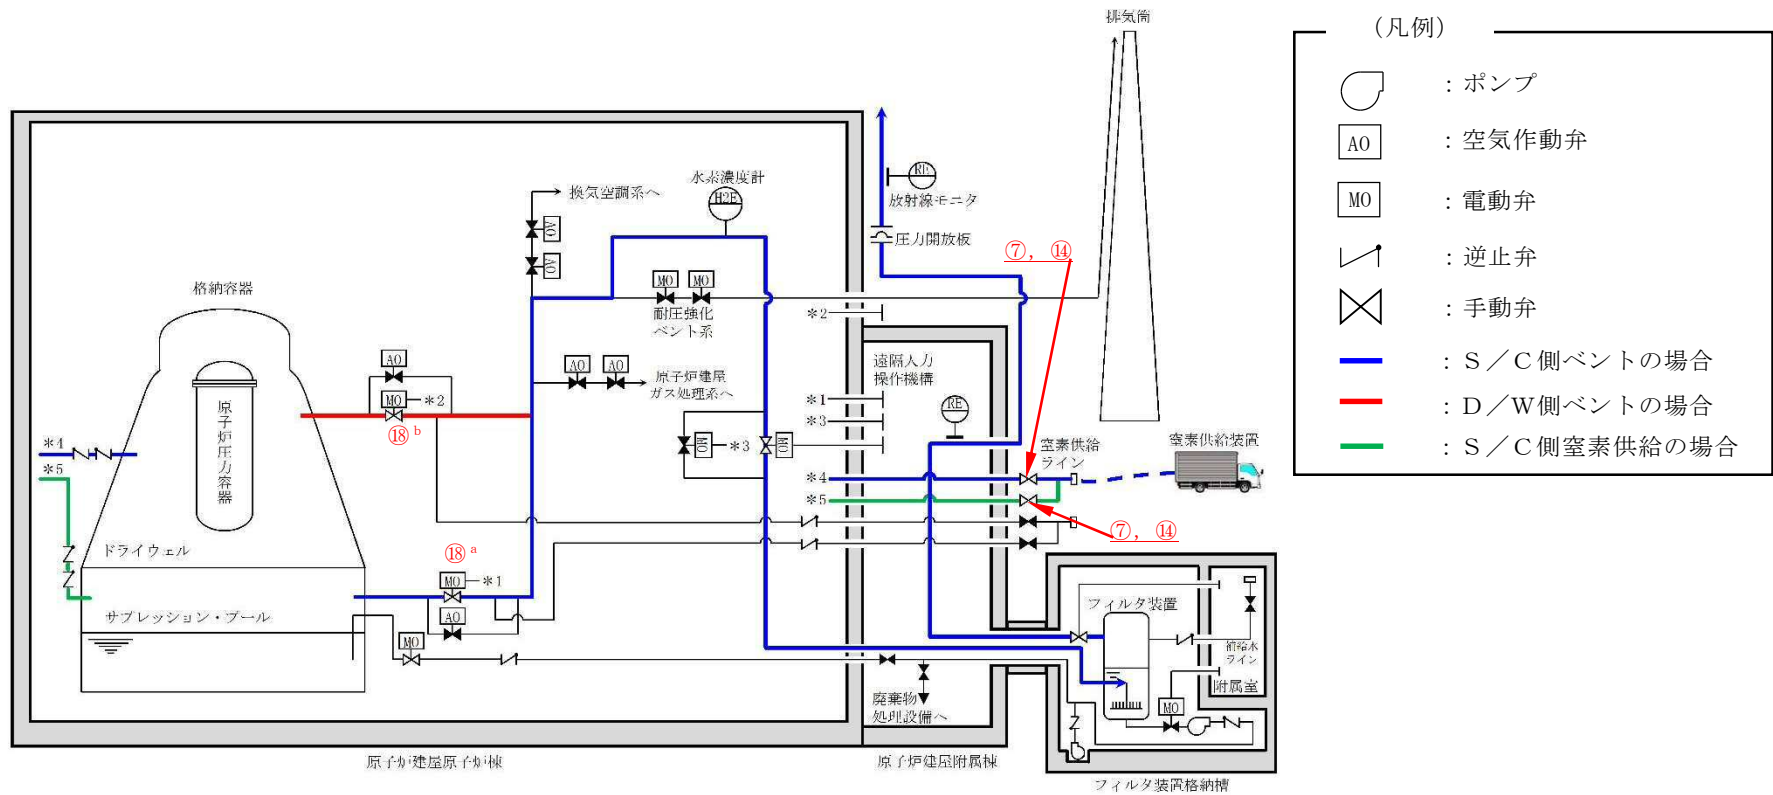 排気筒
(凡例)
：ポンプ
AO
：空気作動弁
MO
：電動弁
：逆止弁
：手動弁
：Ｓ／Ｃ側ベントの場合
：Ｄ／Ｗ側ベントの場合
：Ｓ／Ｃ側窒素供給の場合
換気空調系へ
水素濃度計
H2E
RE
放射線モニタ
圧力開放板
⑦，⑭
AO
AO
MO
MO
耐圧強化
ベント系
格納容器
原子炉圧力容器
AO
MO
＊2
⑱b
AO
AO
原子炉建屋
ガス処理系へ
＊2
遠隔人力
操作機構
＊1
＊3
RE
MO
＊3
MO
窒素供給
ライン
窒素供給装置
＊4
＊5
＊4
＊5
⑦，⑭
ドライウェル
サプレッション・プール
⑱a
MO
＊1
AO
MO
フィルタ装置
補給水
ライン
附属室
MO
廃棄物
処理設備へ
原子炉建屋原子炉棟
原子炉建屋附属棟
フィルタ装置格納槽